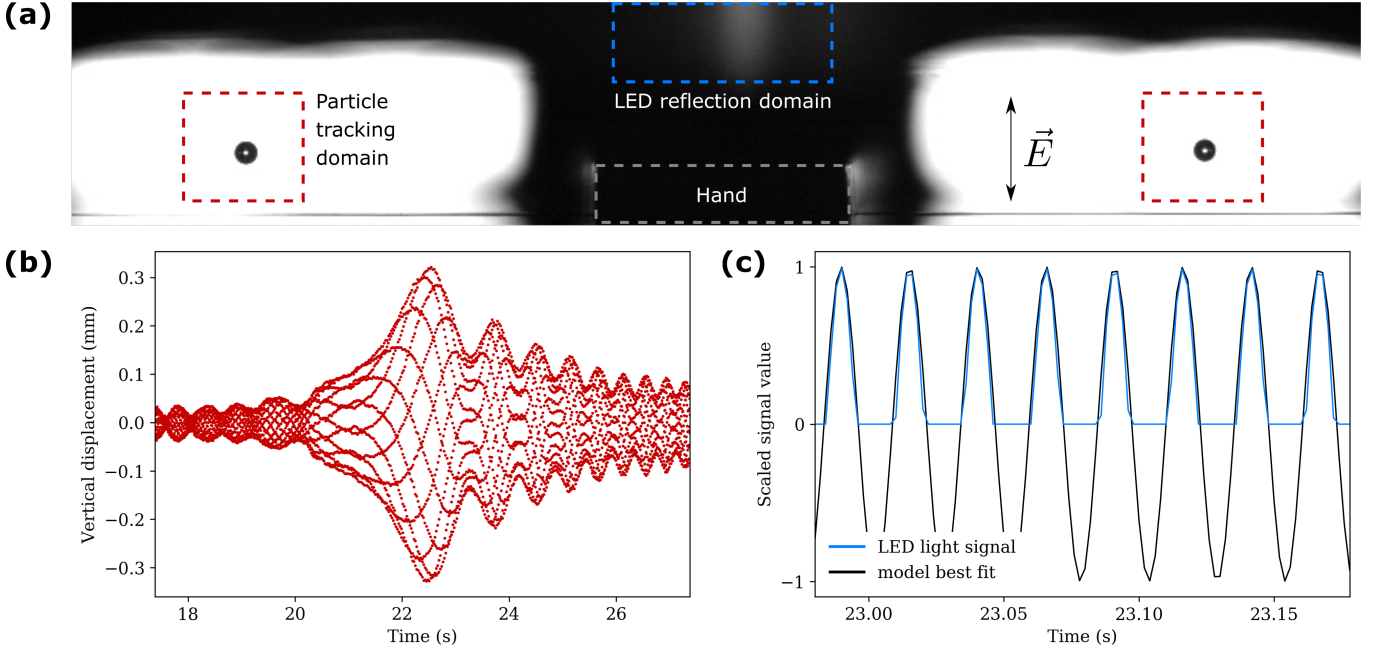 (a)
LED reflection domain
Particle
tracking
domain
Hand
E⃗
(b)
Vertical displacement (mm)
0.3
0.2
0.1
0.0
−0.1
−0.2
−0.3
18 20 22 24 26
Time (s)
(c)
Scaled signal value
1
0
−1
LED light signal
model best fit
23.00 23.05 23.10 23.15
Time (s)